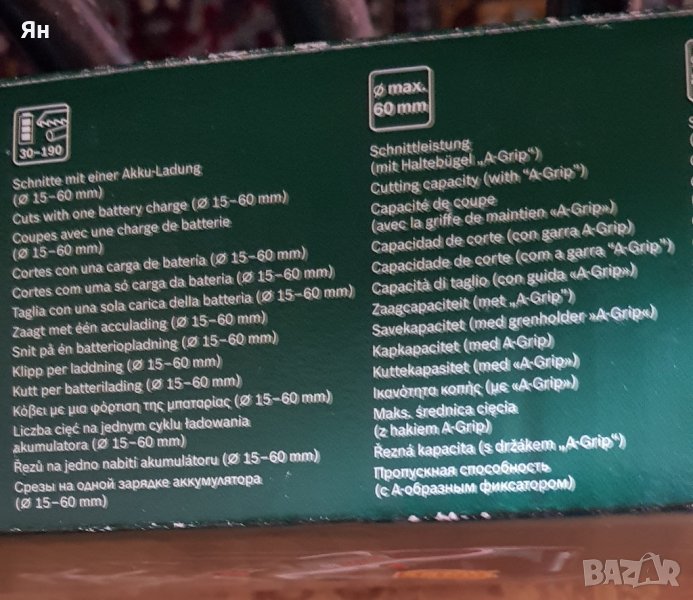 Ян
30–190
Schnitte mit einer Akku-Ladung
(Ø 15–60 mm)
Cuts with one battery charge (Ø 15–60 mm)
Coupes avec une charge de batterie
(Ø 15–60 mm)
Cortes con una carga de batería (Ø 15–60 mm)
Cortes com uma só carga da bateria (Ø 15–60 mm)
Taglia con una sola carica della batteria (Ø 15–60 mm)
Zaagt met één acculading (Ø 15–60 mm)
Snit på én batteriopladning (Ø 15–60 mm)
Klipp per laddning (Ø 15–60 mm)
Kutt per batterilading (Ø 15–60 mm)
Κόβει με μια φόρτιση της μπαταρίας (Ø 15–60 mm)
Liczba cięć na jednym cyklu ładowania
akumulatora (Ø 15–60 mm)
Řezů na jedno nabití akumulátoru (Ø 15–60 mm)
Срезы на одной зарядке аккумулятора
(Ø 15–60 mm)
Ø max.
60 mm
Schnittleistung
(mit Haltebügel „A-Grip“)
Cutting capacity (with “A-Grip”)
Capacité de coupe
(avec la griffe de maintien «A-Grip»)
Capacidad de corte (con garra A-Grip)
Capacidade de corte (com a garra “A-Grip”)
Capacità di taglio (con guida «A-Grip»)
Zaagcapaciteit (met „A-Grip”)
Savekapacitet (med grenholder »A-Grip«)
Kapkapacitet (med A-Grip)
Kuttekapasitet (med «A-Grip»)
Ικανότητα κοπής (με «A-Grip»)
Maks. średnica cięcia
(z hakiem A-Grip)
Řezná kapacita (s držákem „A-Grip“)
Пропускная способность
(с А-образным фиксатором)
BAZAR